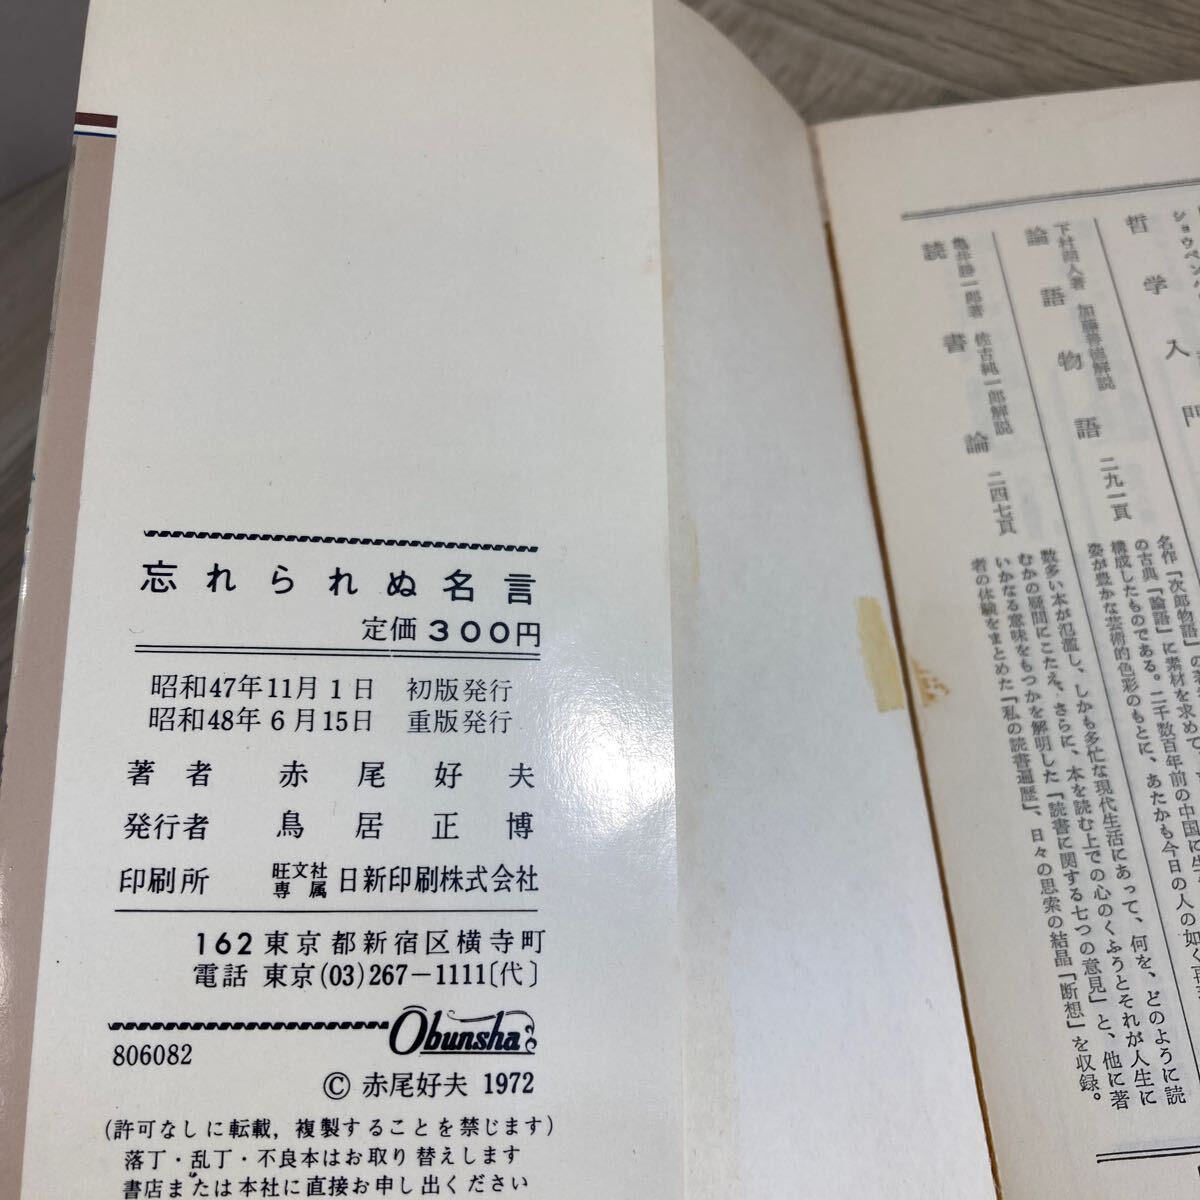 忘れられぬ名言
定価 300円
昭和47年11月1日 初版発行
昭和48年6月15日 重版発行
著者 赤尾好夫
発行者 鳥居正博
印刷所 旺文社専属 日新印刷株式会社
162 東京都新宿区横寺町
電話 東京(03)267-1111〔代〕
Obunsha
806082
© 赤尾好夫 1972
(許可なしに転載,複製することを禁じます)
落丁・乱丁・不良本はお取り替えします
書店または本社に直接お申し出ください
哲学入門
下村湖人著 加藤善徳解説
論語物語 二九一頁
名作「次郎物語」の
の古典「論語」に素材を求めて、
構成したものである。二千数百年前の中国に
姿が豊かな芸術的色彩のもとに、あたかも今日の人の如く再
亀井勝一郎著 佐古純一郎解説
読書論 二四七頁
数多い本が氾濫し、しかも多忙な現代生活にあって、何を、どのように読
むかの疑問にこたえ、さらに、本を読む上での心のくふうとそれが人生に
いかなる意味をもつかを解明した「読書に関する七つの意見」と、他に著
者の体験をまとめた「私の読書遍歴」、日々の思索の結晶「断想」を収録。